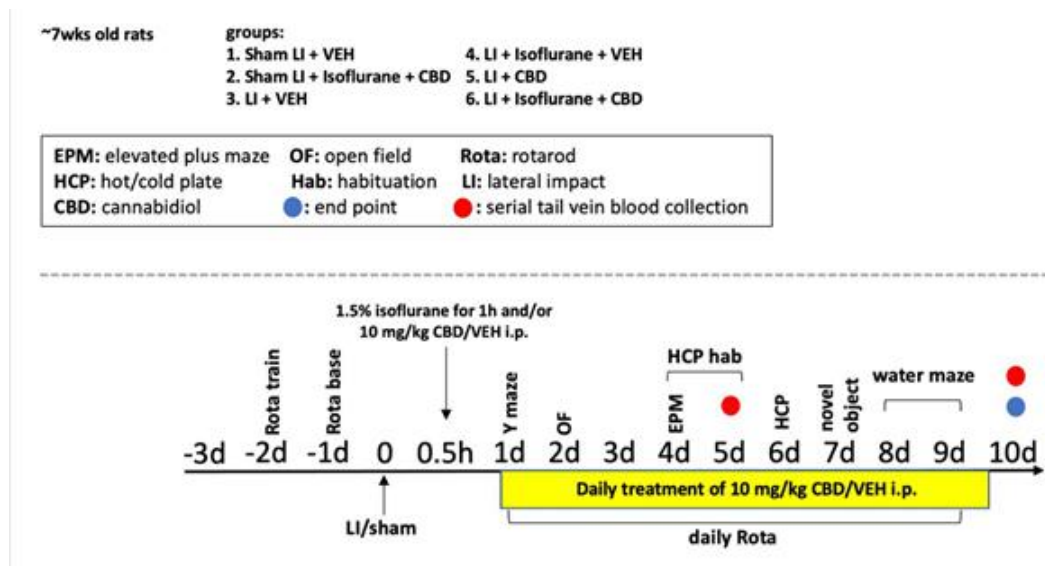 ~7wks old rats
groups:
1. Sham LI + VEH
2. Sham LI + Isoflurane + CBD
3. LI + VEH
4. LI + Isoflurane + VEH
5. LI + CBD
6. LI + Isoflurane + CBD
EPM: elevated plus maze OF: open field Rota: rotarod
HCP: hot/cold plate Hab: habituation LI: lateral impact
CBD: cannabidiol : end point : serial tail vein blood collection
1.5% isoflurane for 1h and/or
10 mg/kg CBD/VEH i.p.
Rota train
Rota base
Y maze
OF
HCP hab
EPM
HCP
novel
object
water maze
-3d -2d -1d 0 0.5h 1d 2d 3d 4d 5d 6d 7d 8d 9d 10d
Daily treatment of 10 mg/kg CBD/VEH i.p.
LI/sham
daily Rota